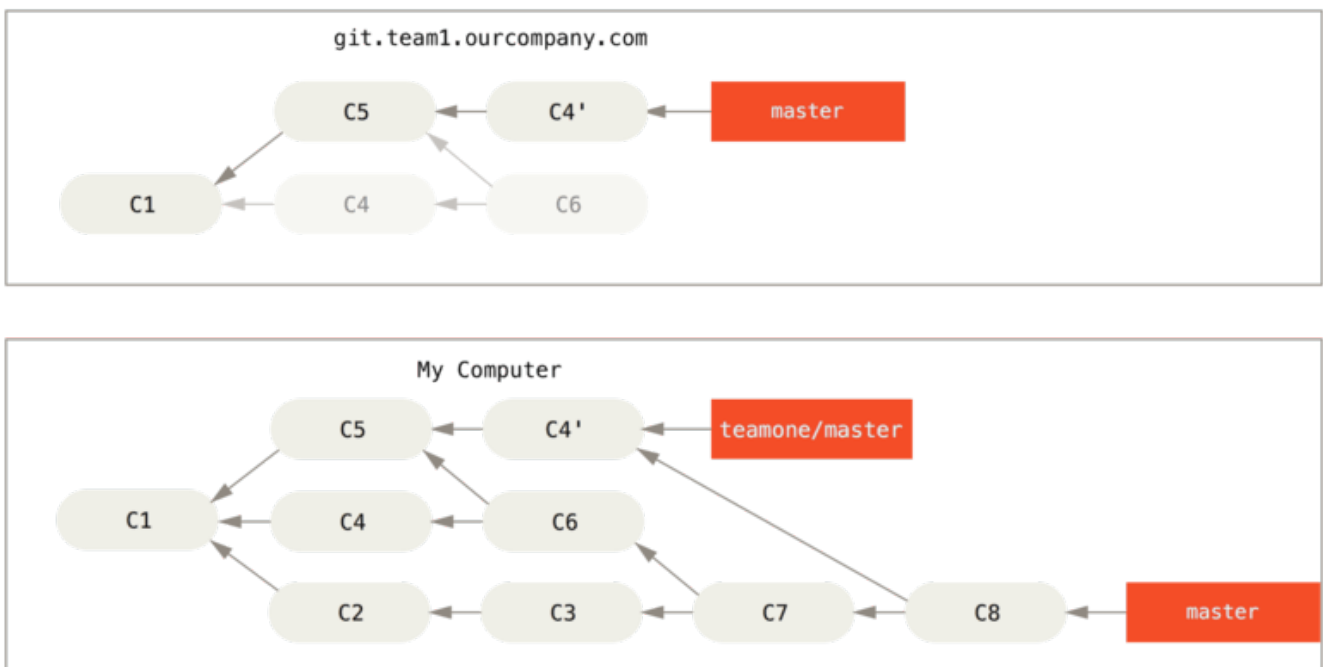 git.team1.ourcompany.com
C5 C4' master
C1 C4 C6
My Computer
C5 C4' teamone/master
C1 C4 C6
C2 C3 C7 C8 master